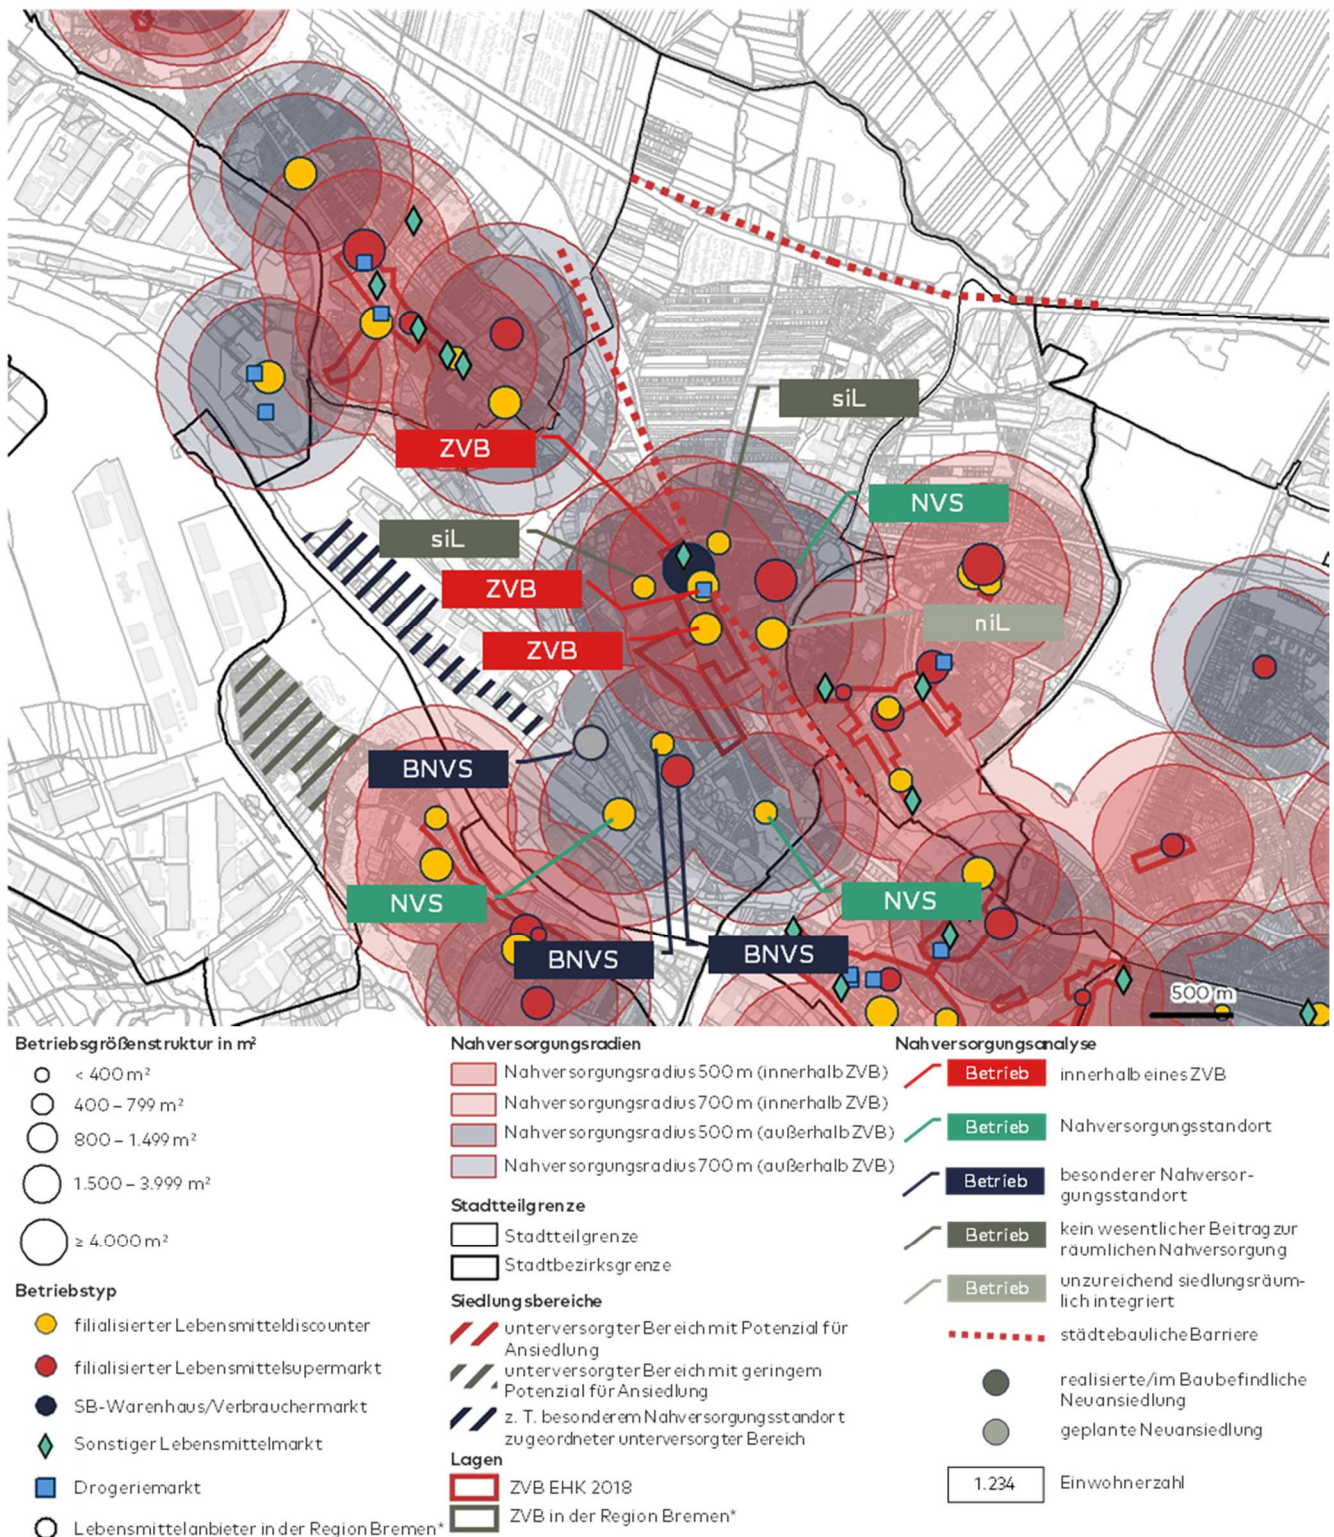 siL
ZVB
NVS
siL
ZVB
niL
ZVB
BNVS
NVS
NVS
BNVS
BNVS
500 m
Betriebsgrößenstruktur in m²
< 400 m²
400 – 799 m²
800 – 1.499 m²
1.500 – 3.999 m²
≥ 4.000 m²
Betriebstyp
filialisierter Lebensmitteldiscounter
filialisierter Lebensmittelsupermarkt
SB-Warenhaus/Verbrauchermarkt
Sonstiger Lebensmittelmarkt
Drogeriemarkt
Lebensmittelanbieter in der Region Bremen*
Nahversorgungsradien
Nahversorgungsradius 500 m (innerhalb ZVB)
Nahversorgungsradius 700 m (innerhalb ZVB)
Nahversorgungsradius 500 m (außerhalb ZVB)
Nahversorgungsradius 700 m (außerhalb ZVB)
Stadtteilgrenze
Stadtteilgrenze
Stadtbezirksgrenze
Siedlungsbereiche
unterversorgter Bereich mit Potenzial für
Ansiedlung
unterversorgter Bereich mit geringem
Potenzial für Ansiedlung
z. T. besonderem Nahversorgungsstandort
zugeordneter unterversorgter Bereich
Lagen
ZVB EHK 2018
ZVB in der Region Bremen*
Nahversorgungsanalyse
Betrieb innerhalb eines ZVB
Betrieb Nahversorgungsstandort
Betrieb besonderer Nahversor-
gungsstandort
Betrieb kein wesentlicher Beitrag zur
räumlichen Nahversorgung
Betrieb unzureichend siedlungsräum-
lich integriert
städtebauliche Barriere
realisierte/im Bau befindliche
Neuansiedlung
geplante Neuansiedlung
1.234 Einwohnerzahl